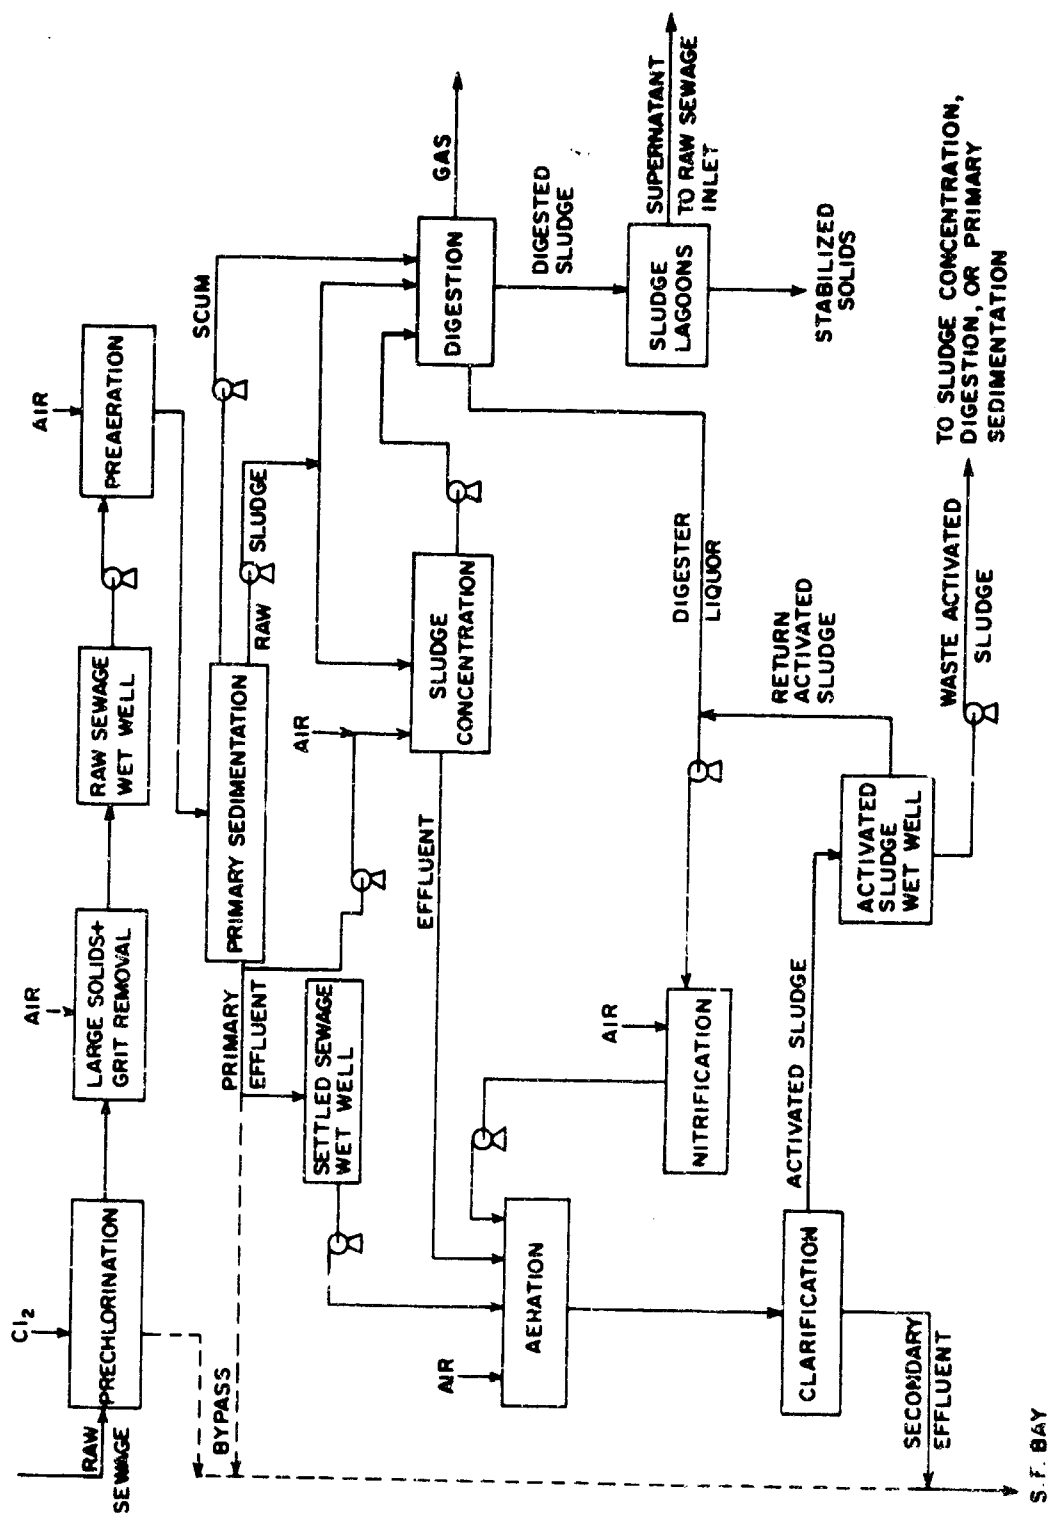 Cl2
RAW
SEWAGE
PRECHLORINATION
AIR
LARGE SOLIDS+
GRIT REMOVAL
RAW SEWAGE
WET WELL
AIR
PREAERATION
BYPASS
PRIMARY
EFFLUENT
PRIMARY SEDIMENTATION
SCUM
RAW SLUDGE
SETTLED SEWAGE
WET WELL
AIR
EFFLUENT
SLUDGE
CONCENTRATION
DIGESTION
GAS
DIGESTED
SLUDGE
SUPERNATANT
TO RAW SEWAGE
INLET
SLUDGE
LAGOONS
STABILIZED
SOLIDS
AIR
AERATION
AIR
NITRIFICATION
DIGESTER
LIQUOR
RETURN
ACTIVATED
SLUDGE
CLARIFICATION
ACTIVATED SLUDGE
ACTIVATED
SLUDGE
WET WELL
WASTE ACTIVATED
SLUDGE
TO SLUDGE CONCENTRATION,
DIGESTION, OR PRIMARY
SEDIMENTATION
SECONDARY
EFFLUENT
S.F. BAY